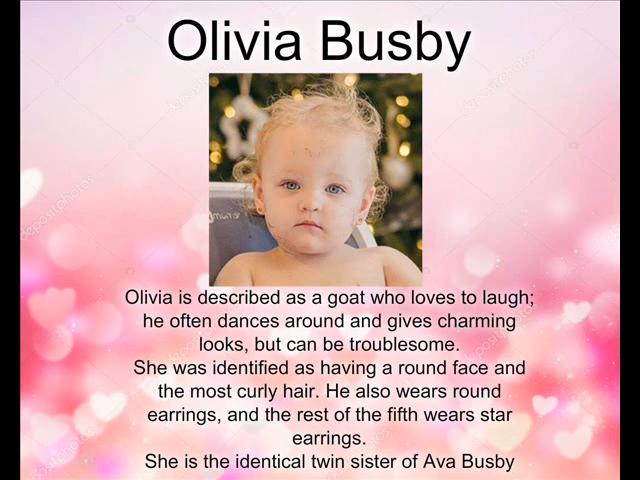 Olivia Busby
Olivia is described as a goat who loves to laugh;
he often dances around and gives charming
looks, but can be troublesome.
She was identified as having a round face and
the most curly hair. He also wears round
earrings, and the rest of the fifth wears star
earrings.
She is the identical twin sister of Ava Busby
depositphotos
depositphotos